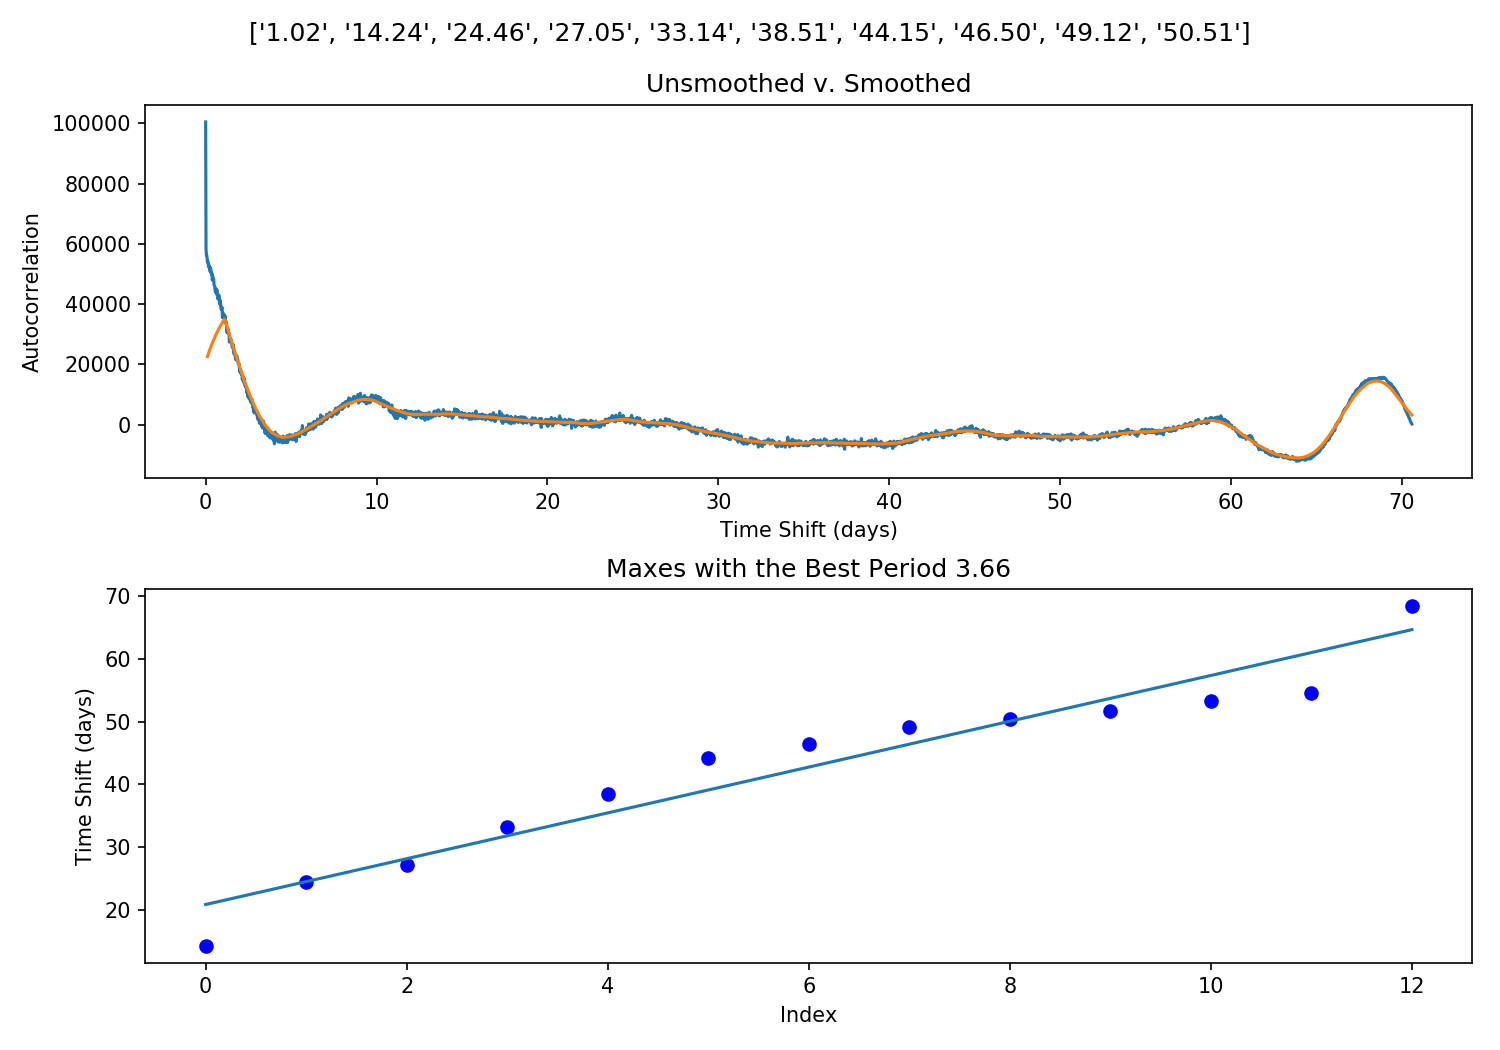 ['1.02', '14.24', '24.46', '27.05', '33.14', '38.51', '44.15', '46.50', '49.12', '50.51']
Unsmoothed v. Smoothed
Autocorrelation
100000
80000
60000
40000
20000
0
0 10 20 30 40 50 60 70
Time Shift (days)
Maxes with the Best Period 3.66
Time Shift (days)
70
60
50
40
30
20
0 2 4 6 8 10 12
Index